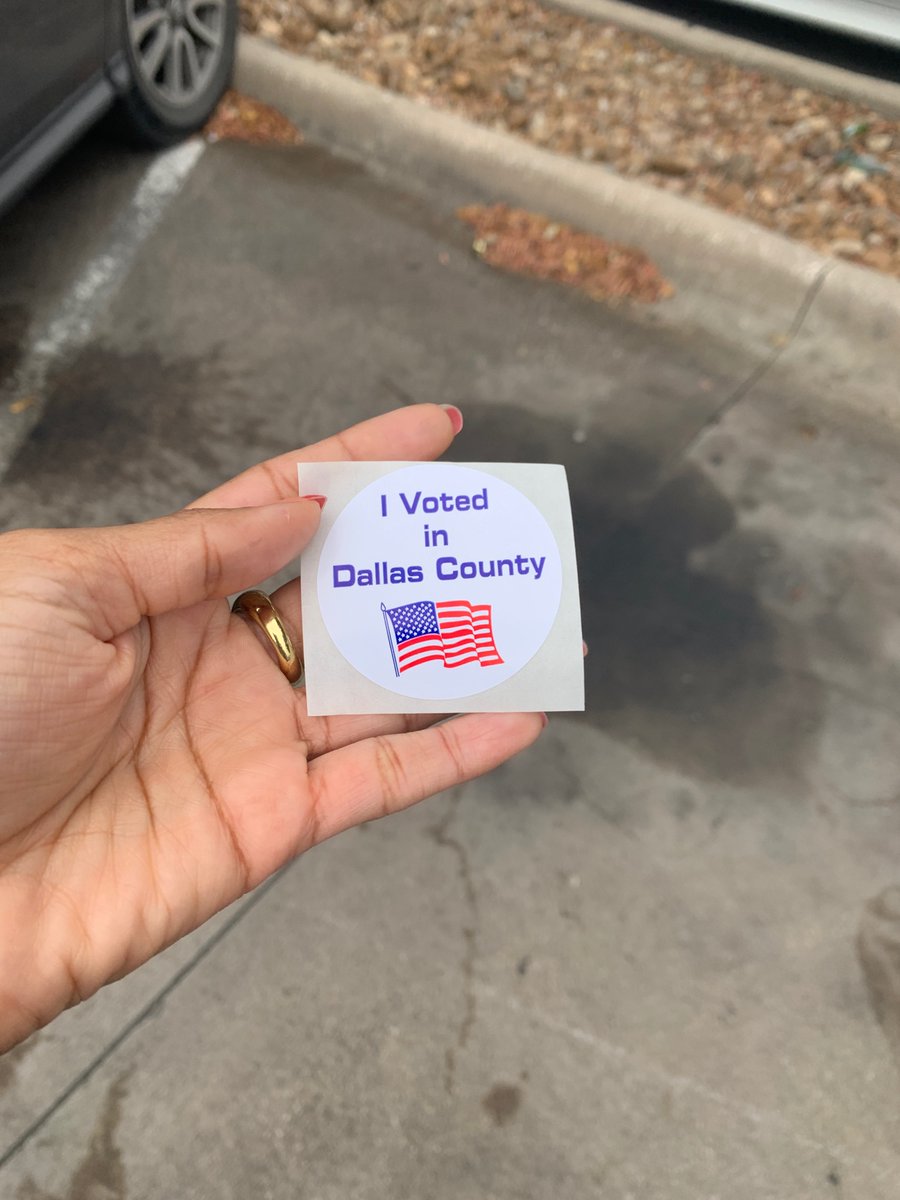 I Voted
in
Dallas County